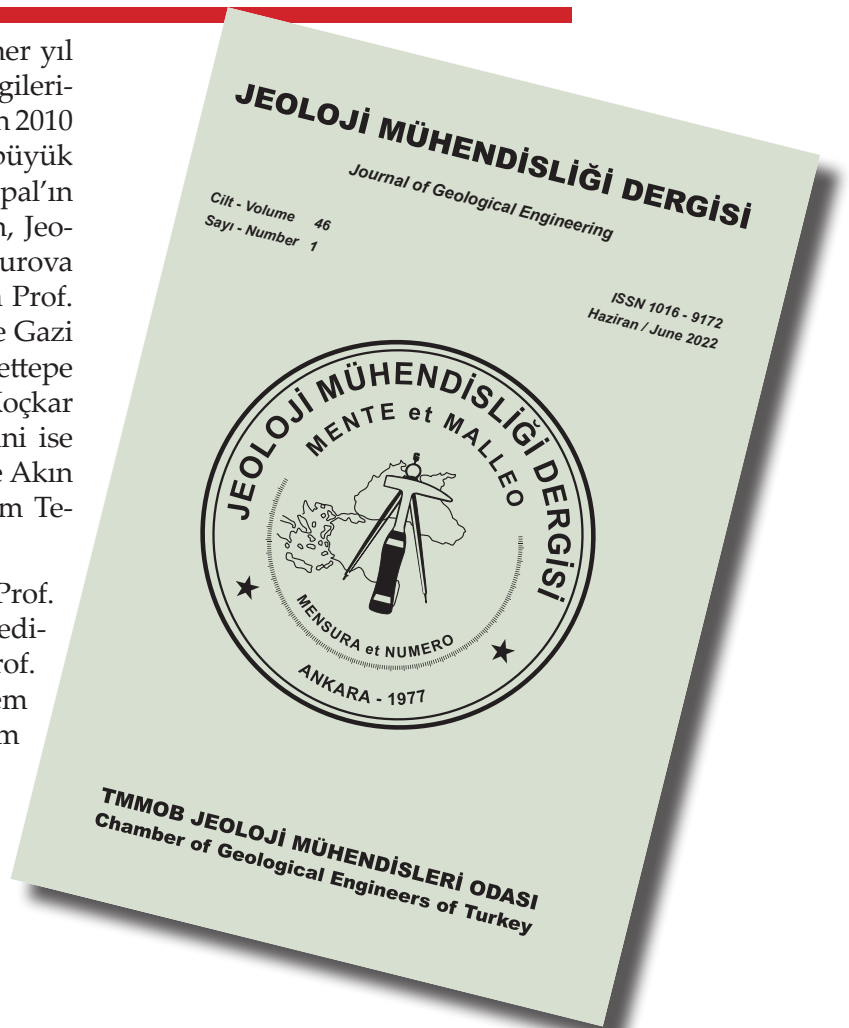 her yıl
gileri-
n 2010
büyük
pal'ın
n, Jeo-
urova
Prof.
e Gazi
ettepe
Koçkar
ni ise
e Akın
m Te-
Prof.
edi-
rof.
em
m
JEOLOJİ MÜHENDİSLİĞİ DERGİSİ
Journal of Geological Engineering
Cilt - Volume 46
Sayı - Number 1
ISSN 1016 - 9172
Haziran / June 2022
JEOLOJİ MÜHENDİSLİĞİ DERGİSİ
MENTE et MALLEO
MENSURA et NUMERO
ANKARA - 1977
TMMOB JEOLOJİ MÜHENDİSLERİ ODASI
Chamber of Geological Engineers of Turkey